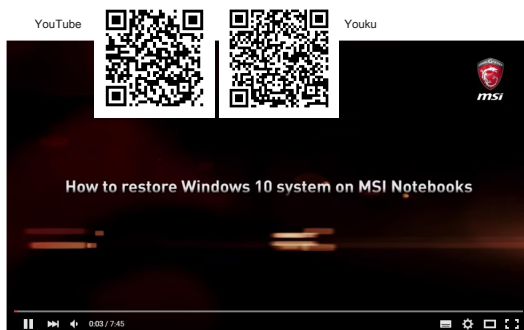 YouTube
Youku
msi
How to restore Windows 10 system on MSI Notebooks
0:03 / 7:45